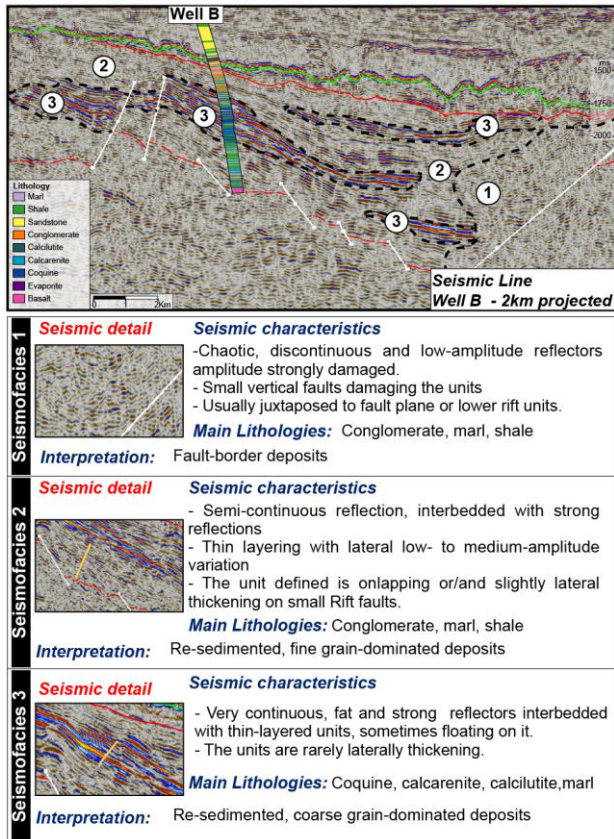 Well B
ms
1500
1750
2000
2
3
3
3
2
1
3
Lithology
Marl
Shale
Sandstone
Conglomerate
Calcilutite
Calcarenite
Coquine
Evaporite
Basalt
0 1 2Km
Seismic Line
Well B - 2km projected
Seismofacies 1
Seismic detail
Seismic characteristics
-Chaotic, discontinuous and low-amplitude reflectors
amplitude strongly damaged.
- Small vertical faults damaging the units
- Usually juxtaposed to fault plane or lower rift units.
Main Lithologies: Conglomerate, marl, shale
Interpretation: Fault-border deposits
Seismofacies 2
Seismic detail
Seismic characteristics
- Semi-continuous reflection, interbedded with strong
reflections
- Thin layering with lateral low- to medium-amplitude
variation
- The unit defined is onlapping or/and slightly lateral
thickening on small Rift faults.
Main Lithologies: Conglomerate, marl, shale
Interpretation: Re-sedimented, fine grain-dominated deposits
Seismofacies 3
Seismic detail
Seismic characteristics
- Very continuous, fat and strong reflectors interbedded
with thin-layered units, sometimes floating on it.
- The units are rarely laterally thickening.
Main Lithologies: Coquine, calcarenite, calcilutite,marl
Interpretation: Re-sedimented, coarse grain-dominated deposits